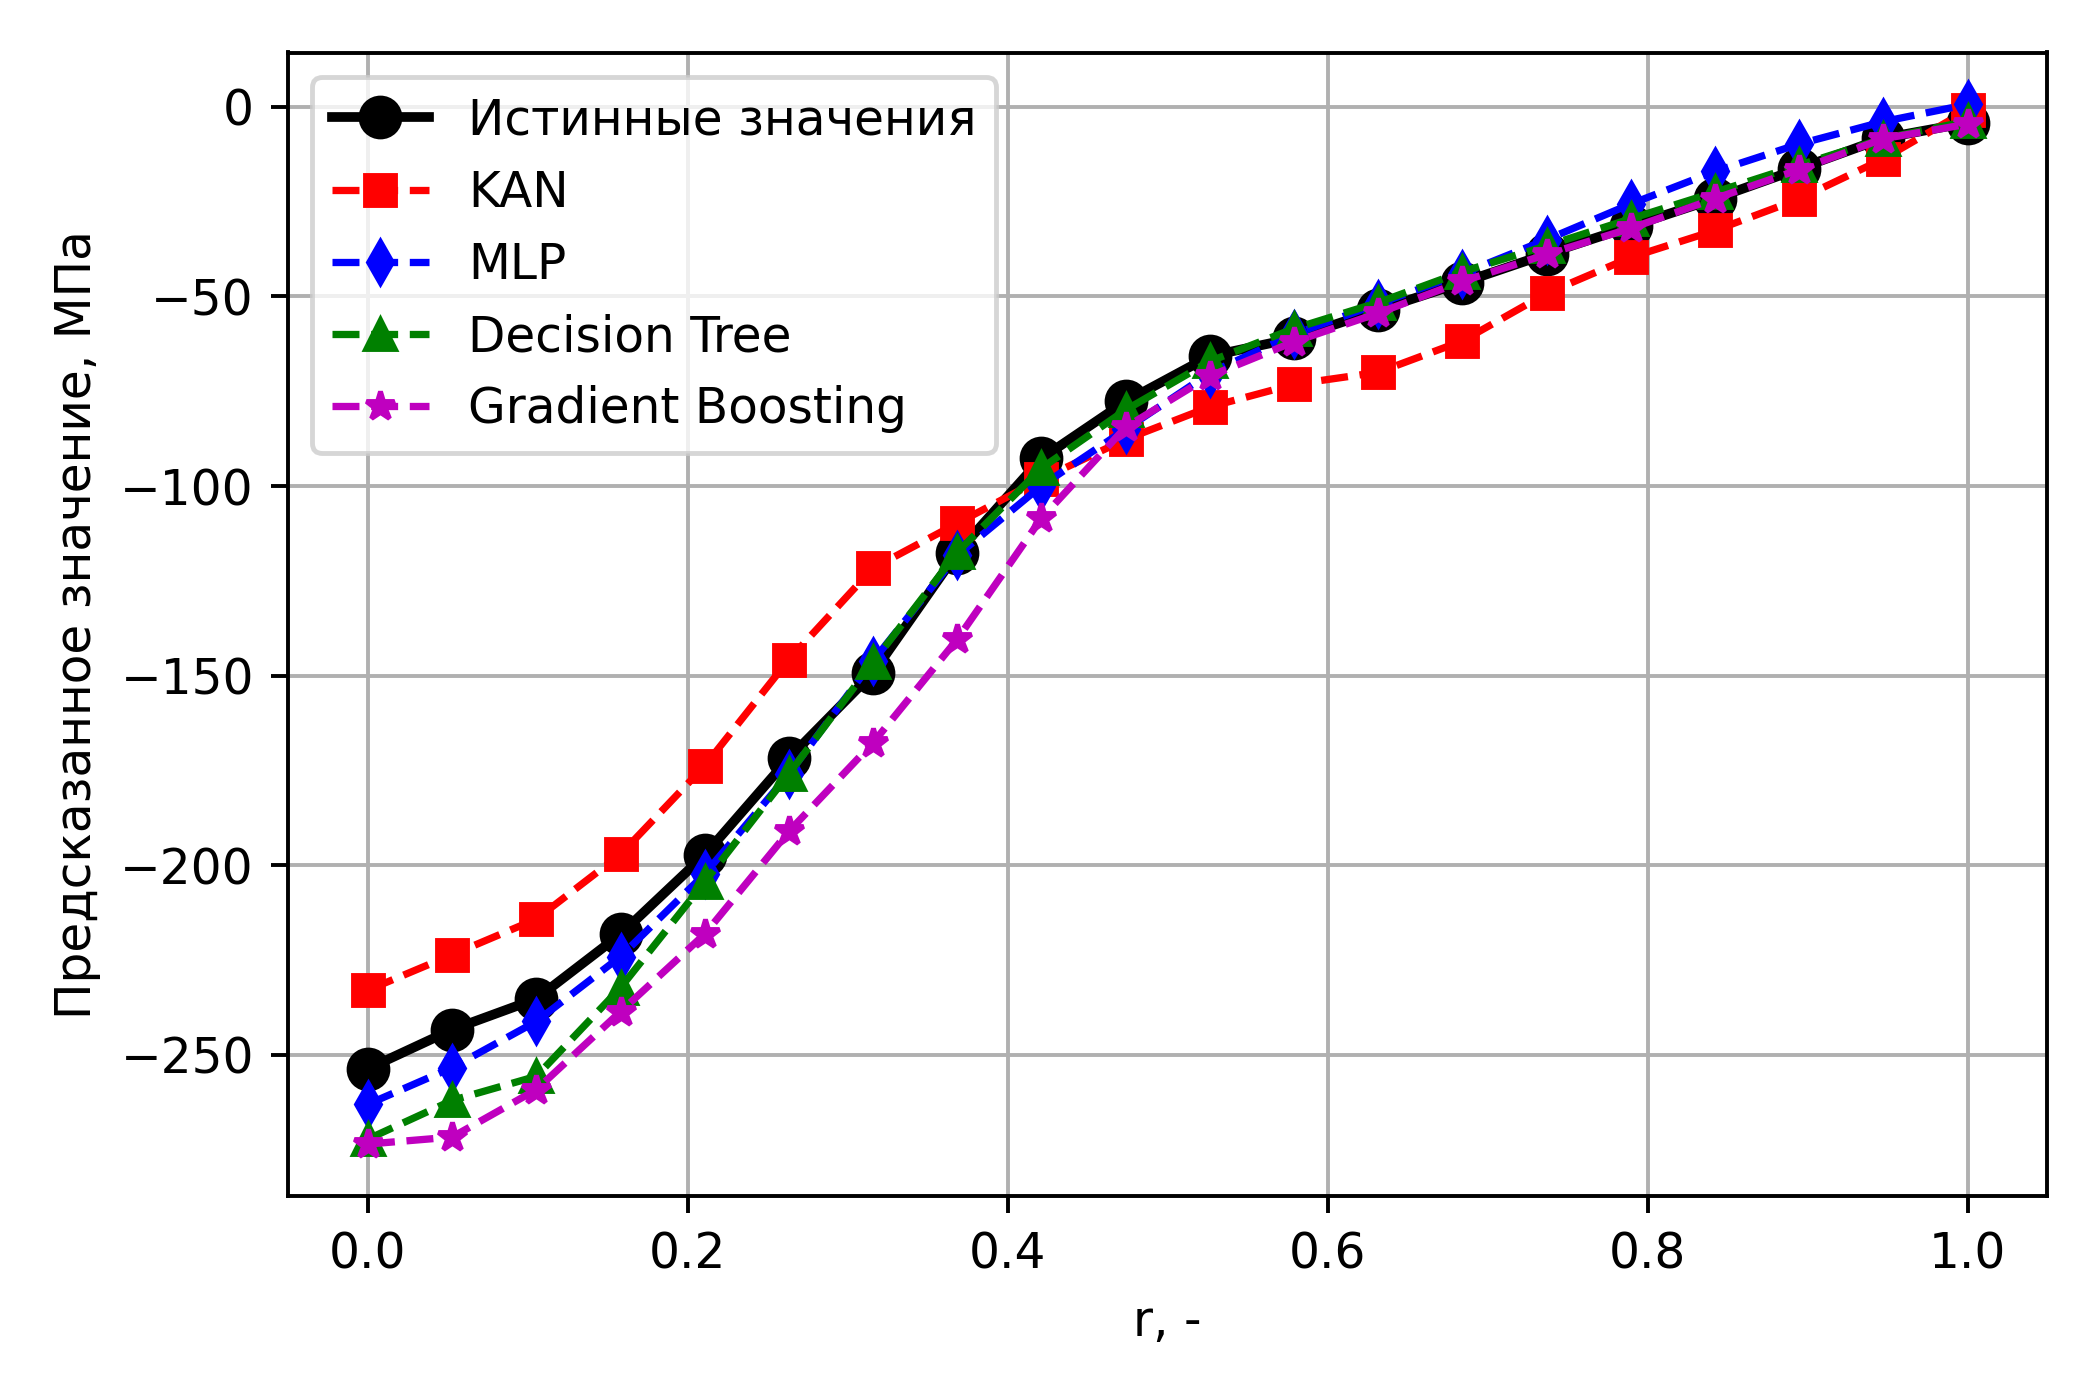 Предсказанное значение, МПа
0
−50
−100
−150
−200
−250
Истинные значения
KAN
MLP
Decision Tree
Gradient Boosting
0.0 0.2 0.4 0.6 0.8 1.0
r, -